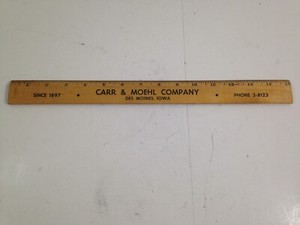 SINCE 1897 • CARR & MOEHL COMPANY • PHONE 3-8123
DES MOINES, IOWA